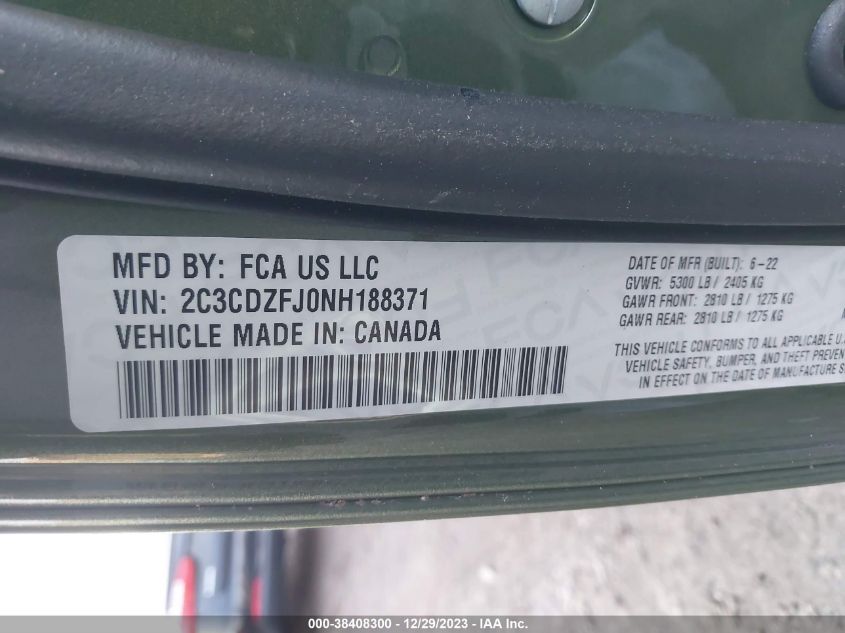 MFD BY: FCA US LLC
VIN: 2C3CDZFJ0NH188371
VEHICLE MADE IN: CANADA
DATE OF MFR (BUILT): 6-22
GVWR: 5300 LB / 2405 KG
GAWR FRONT: 2810 LB / 1275 KG
GAWR REAR: 2810 LB / 1275 KG
THIS VEHICLE CONFORMS TO ALL APPLICABLE U.
VEHICLE SAFETY, BUMPER, AND THEFT PREVEN
IN EFFECT ON THE DATE OF MANUFACTURE S
000-38408300 - 12/29/2023 - IAA Inc.